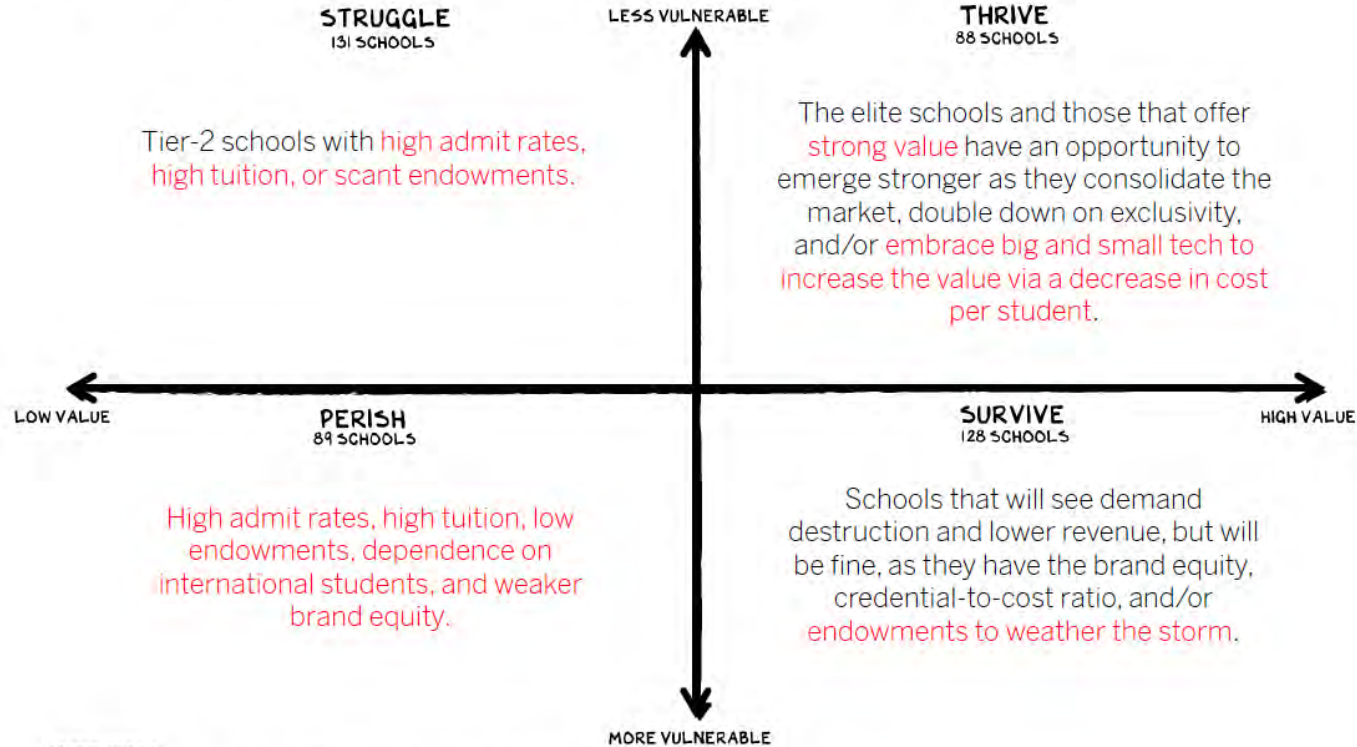 STRUGGLE
131 SCHOOLS
LESS VULNERABLE
THRIVE
88 SCHOOLS
Tier-2 schools with high admit rates,
high tuition, or scant endowments.
The elite schools and those that offer
strong value have an opportunity to
emerge stronger as they consolidate the
market, double down on exclusivity,
and/or embrace big and small tech to
increase the value via a decrease in cost
per student.
LOW VALUE
HIGH VALUE
PERISH
89 SCHOOLS
SURVIVE
128 SCHOOLS
High admit rates, high tuition, low
endowments, dependence on
international students, and weaker
brand equity.
Schools that will see demand
destruction and lower revenue, but will
be fine, as they have the brand equity,
credential-to-cost ratio, and/or
endowments to weather the storm.
MORE VULNERABLE